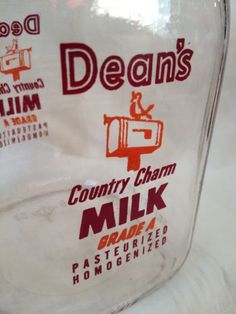 Dean's
Country Charm
MILK
GRADE A
PASTEURIZED
HOMOGENIZED